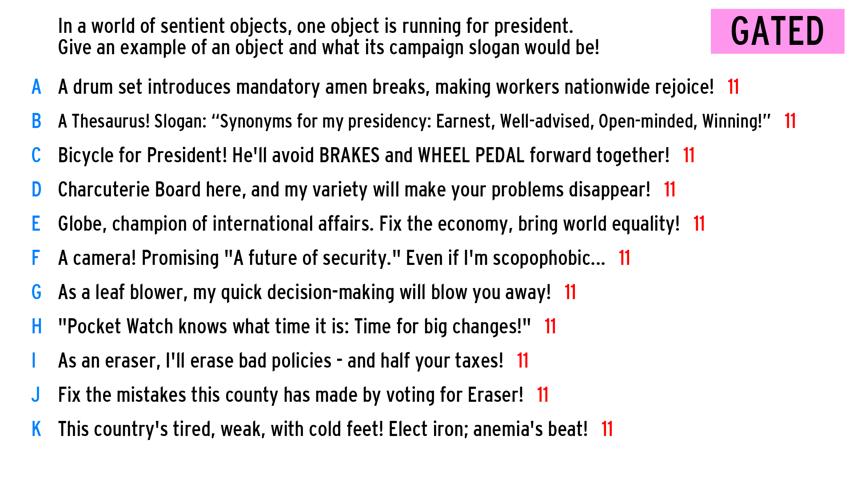 In a world of sentient objects, one object is running for president.
Give an example of an object and what its campaign slogan would be!
GATED
A A drum set introduces mandatory amen breaks, making workers nationwide rejoice! 11
B A Thesaurus! Slogan: “Synonyms for my presidency: Earnest, Well-advised, Open-minded, Winning!” 11
C Bicycle for President! He'll avoid BRAKES and WHEEL PEDAL forward together! 11
D Charcuterie Board here, and my variety will make your problems disappear! 11
E Globe, champion of international affairs. Fix the economy, bring world equality! 11
F A camera! Promising "A future of security." Even if I'm scopophobic... 11
G As a leaf blower, my quick decision-making will blow you away! 11
H "Pocket Watch knows what time it is: Time for big changes!" 11
I As an eraser, I'll erase bad policies - and half your taxes! 11
J Fix the mistakes this county has made by voting for Eraser! 11
K This country's tired, weak, with cold feet! Elect iron; anemia's beat! 11